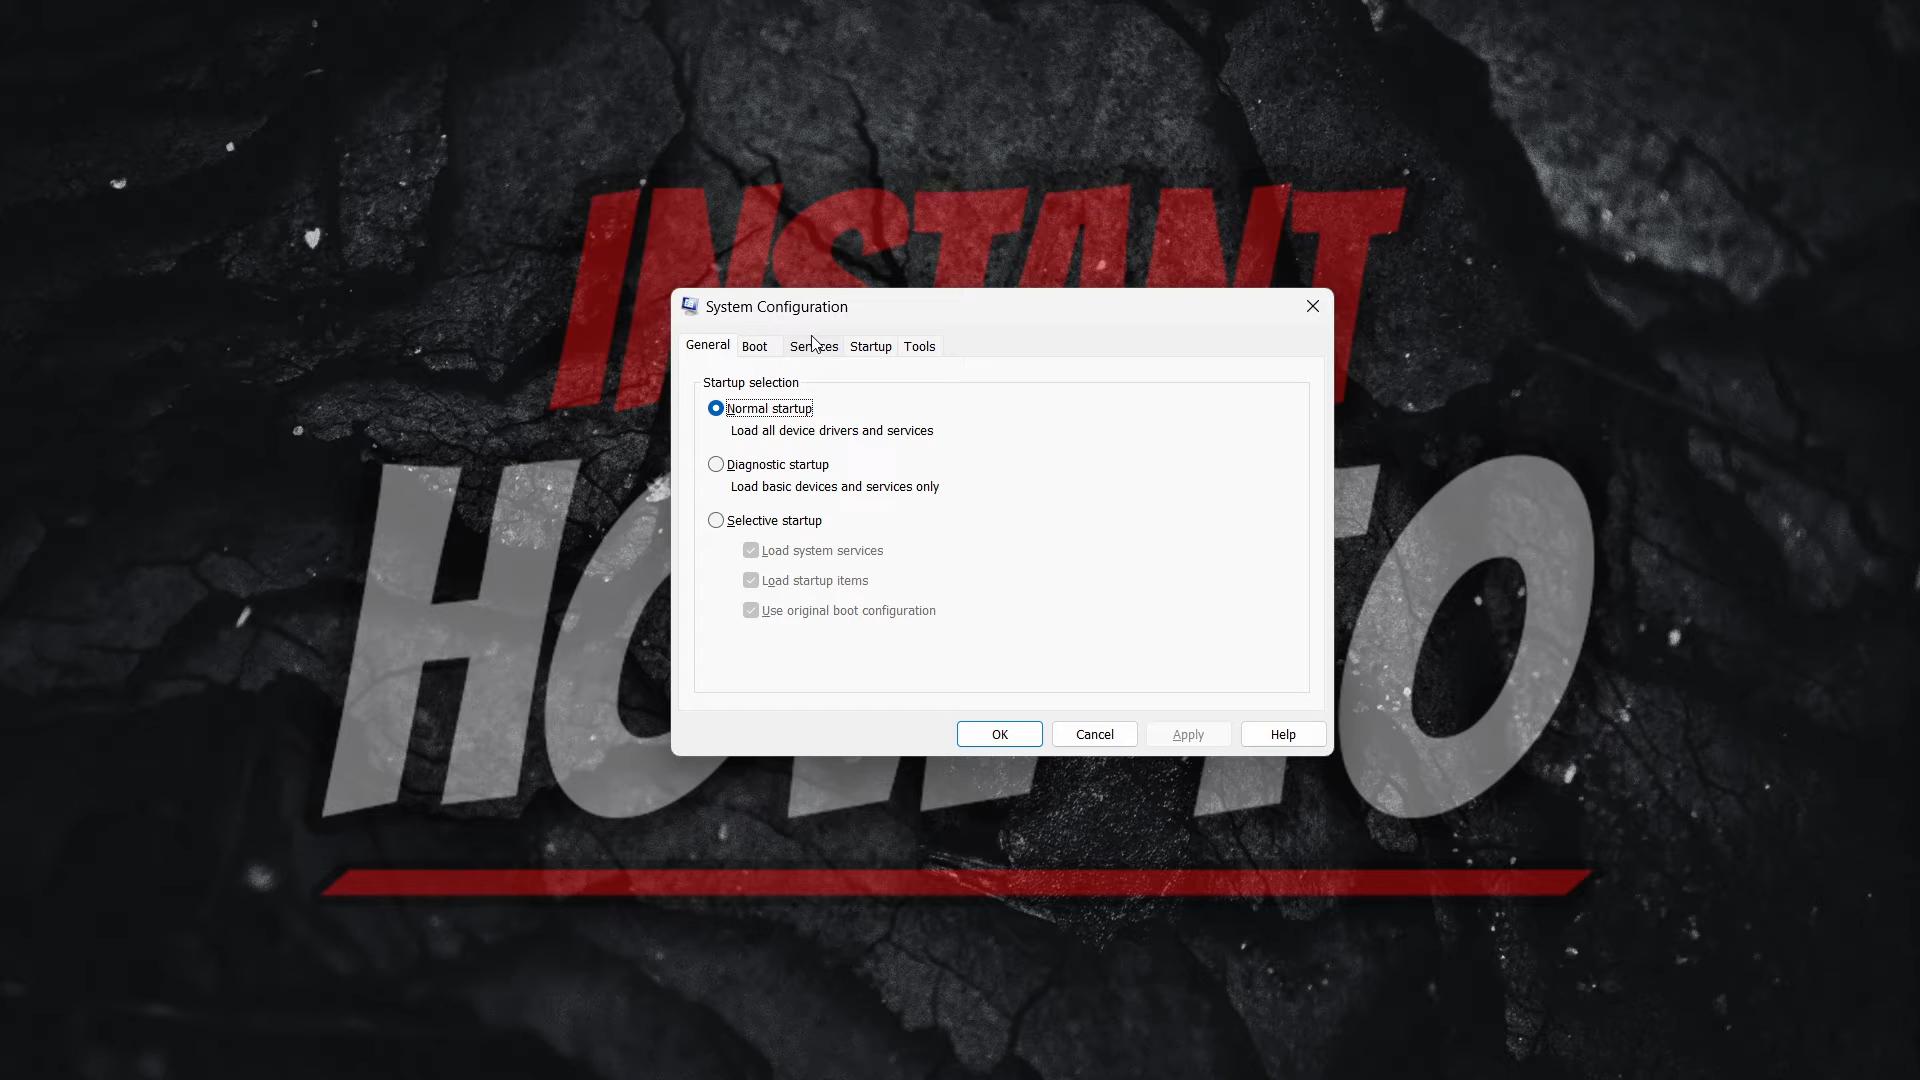 INSTANT
System Configuration
General Boot Services Startup Tools
Startup selection
Normal startup
Load all device drivers and services
Diagnostic startup
Load basic devices and services only
Selective startup
Load system services
Load startup items
Use original boot configuration
OK Cancel Apply Help
HOW TO